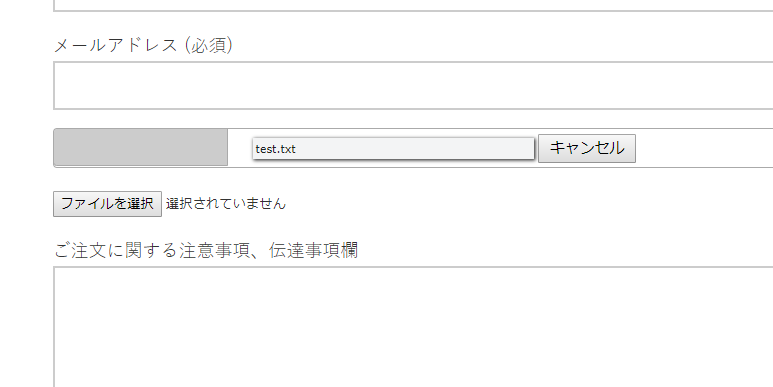 メールアドレス (必須)
test.txt キャンセル
ファイルを選択 選択されていません
ご注文に関する注意事項、伝達事項欄